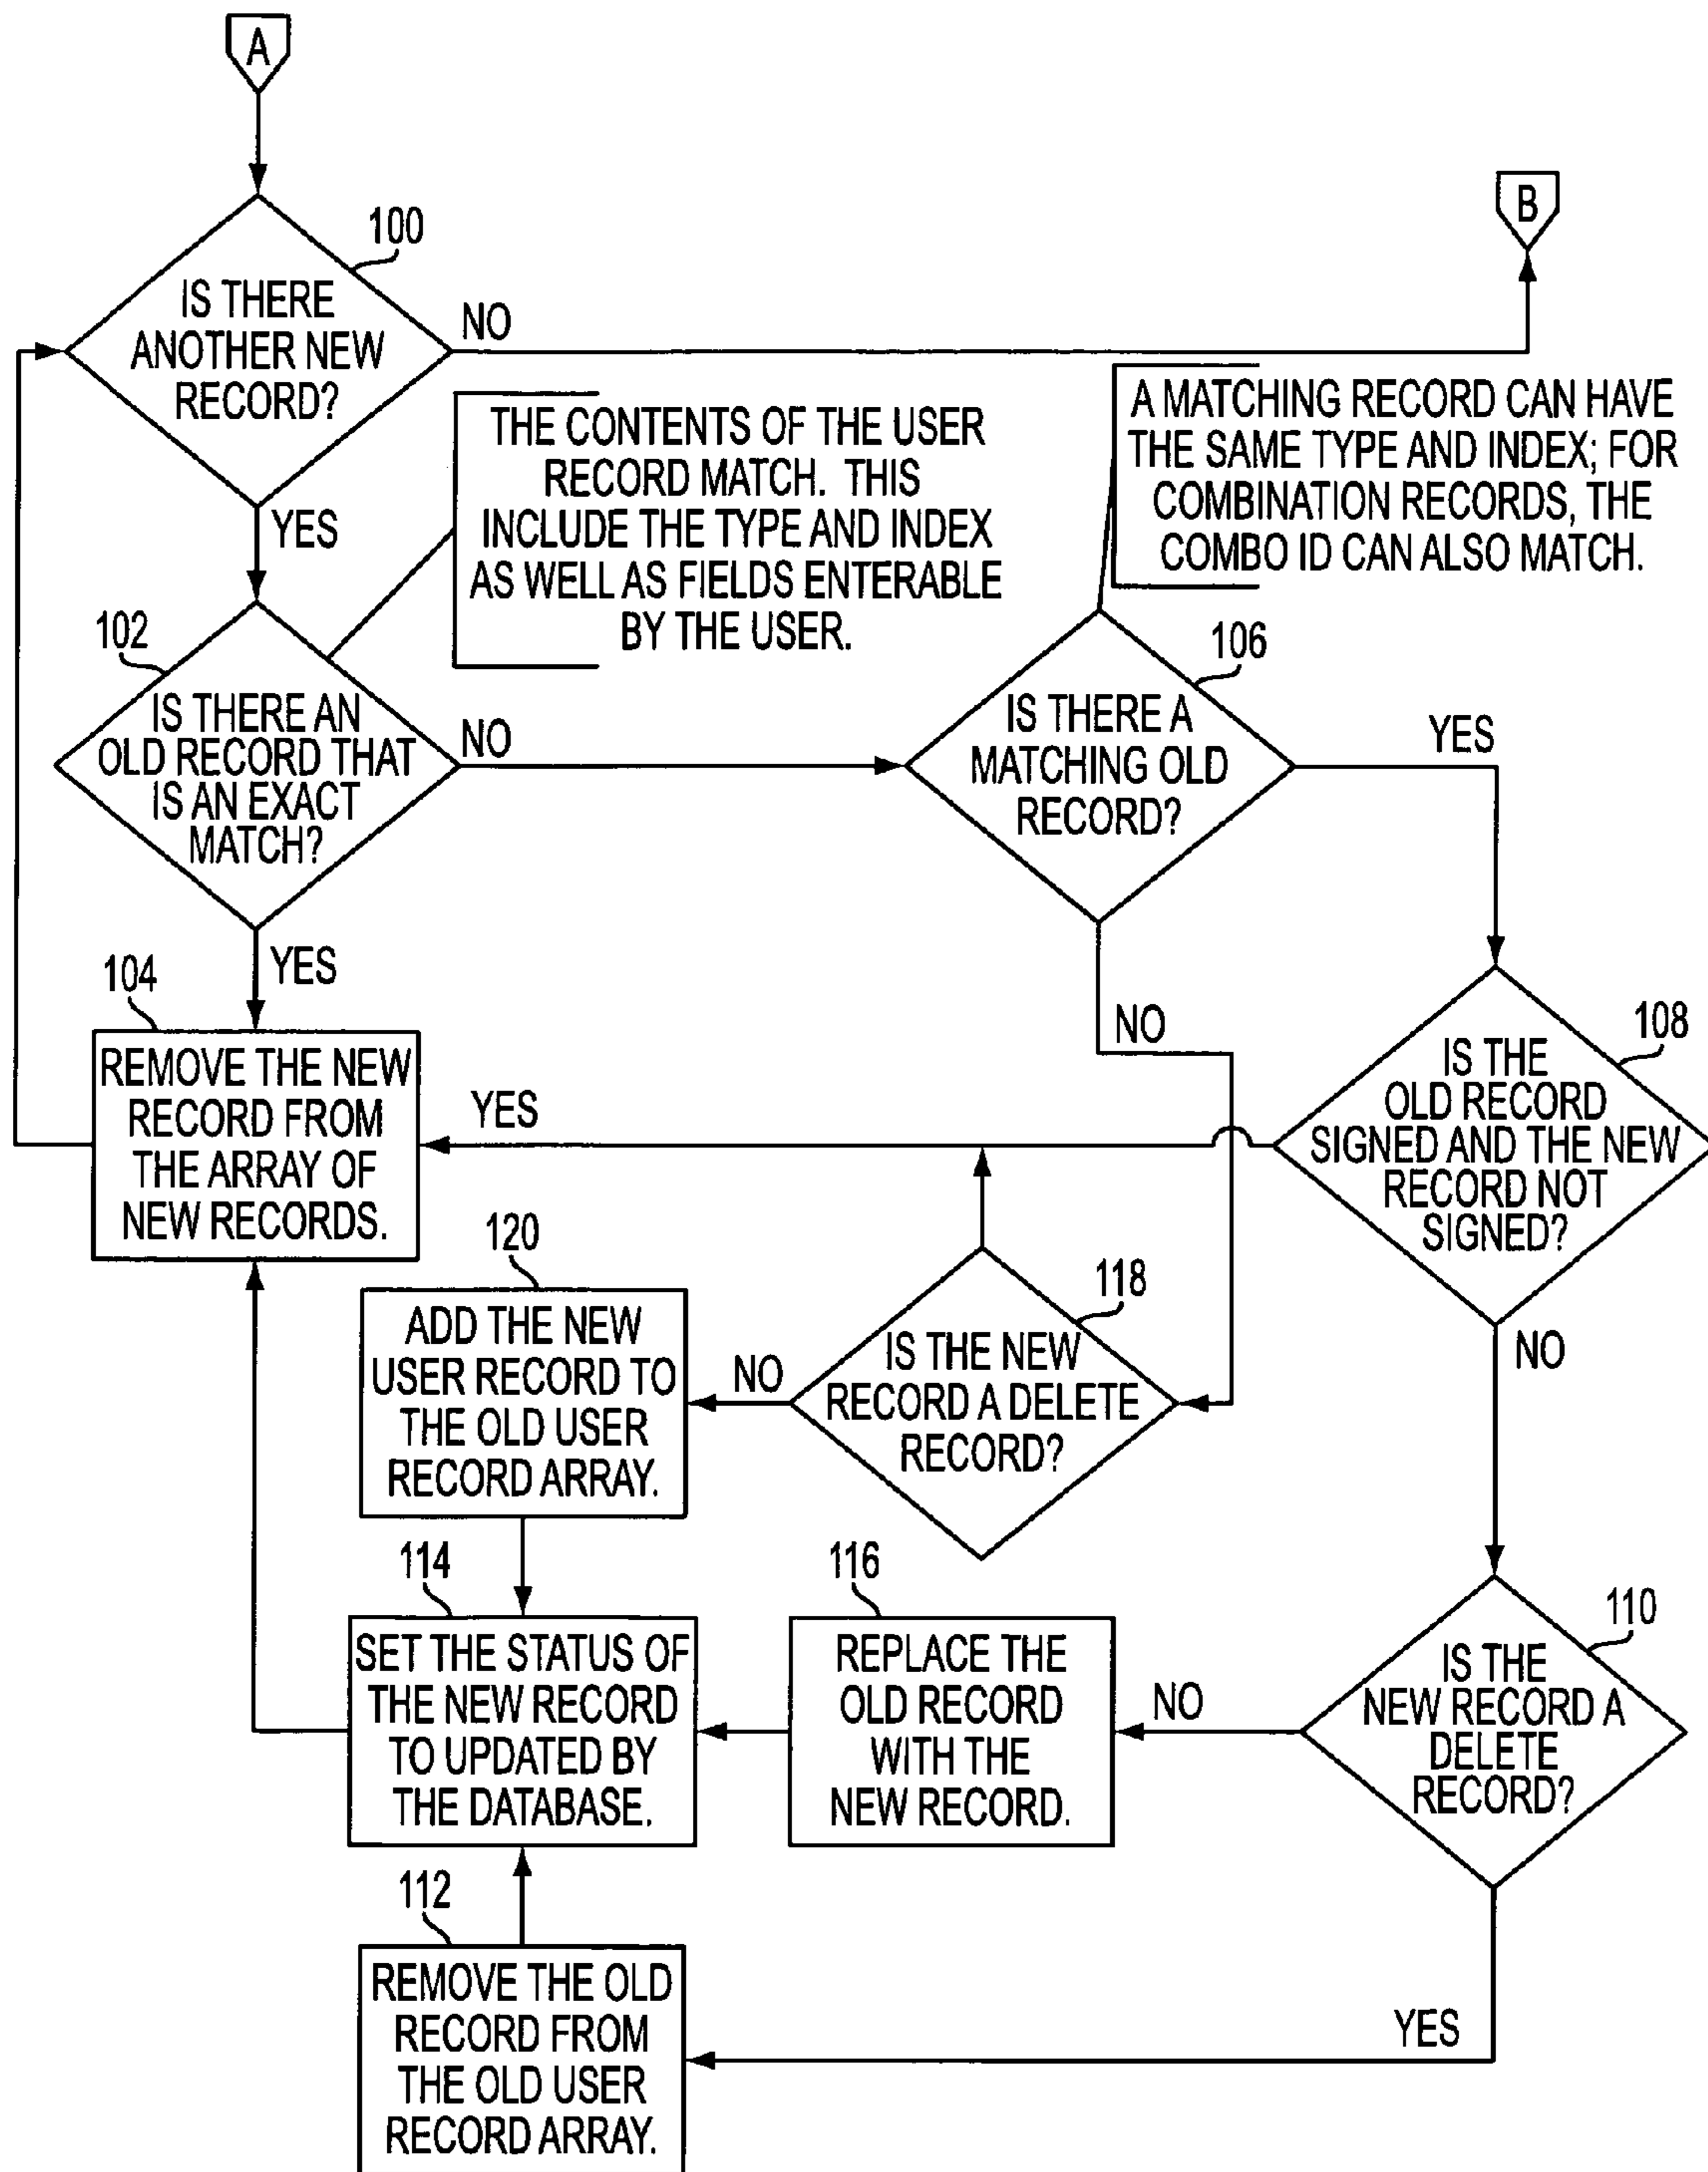 A
100
IS THERE
ANOTHER NEW
RECORD?
NO
B
YES
THE CONTENTS OF THE USER
RECORD MATCH. THIS
INCLUDE THE TYPE AND INDEX
AS WELL AS FIELDS ENTERABLE
BY THE USER.
A MATCHING RECORD CAN HAVE
THE SAME TYPE AND INDEX; FOR
COMBINATION RECORDS, THE
COMBO ID CAN ALSO MATCH.
102
IS THERE AN
OLD RECORD THAT
IS AN EXACT
MATCH?
NO
106
IS THERE A
MATCHING OLD
RECORD?
YES
YES
104
REMOVE THE NEW
RECORD FROM
THE ARRAY OF
NEW RECORDS.
YES
NO
108
IS THE
OLD RECORD
SIGNED AND THE NEW
RECORD NOT
SIGNED?
NO
120
ADD THE NEW
USER RECORD TO
THE OLD USER
RECORD ARRAY.
NO
118
IS THE NEW
RECORD A DELETE
RECORD?
114
SET THE STATUS OF
THE NEW RECORD
TO UPDATED BY
THE DATABASE.
116
REPLACE THE
OLD RECORD
WITH THE
NEW RECORD.
NO
110
IS THE
NEW RECORD A
DELETE
RECORD?
112
REMOVE THE OLD
RECORD FROM
THE OLD USER
RECORD ARRAY.
YES